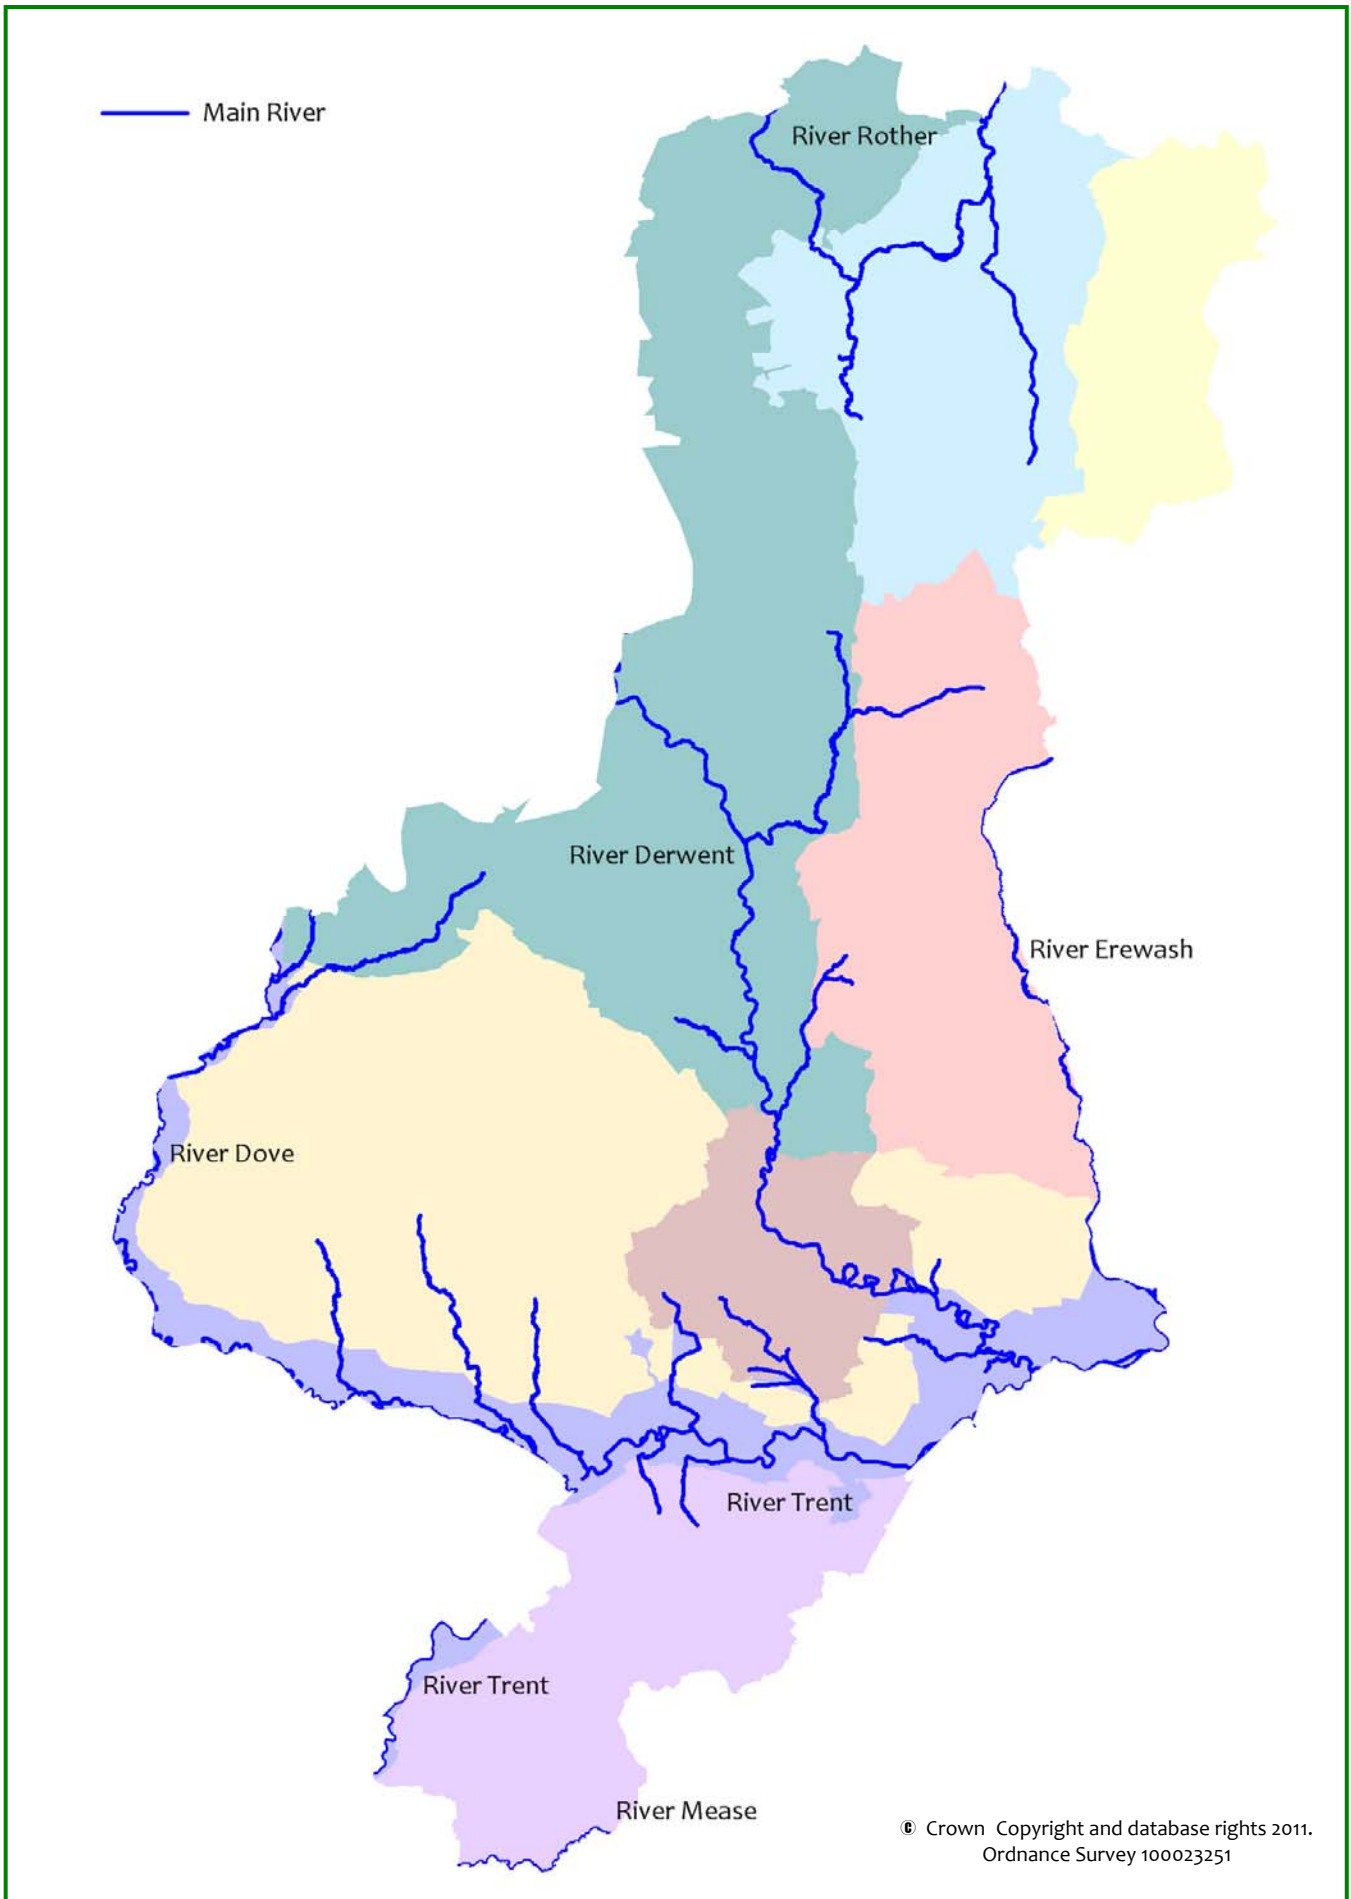 Main River
River Rother
River Derwent
River Erewash
River Dove
River Trent
River Trent
River Mease
© Crown Copyright and database rights 2011.
Ordnance Survey 100023251